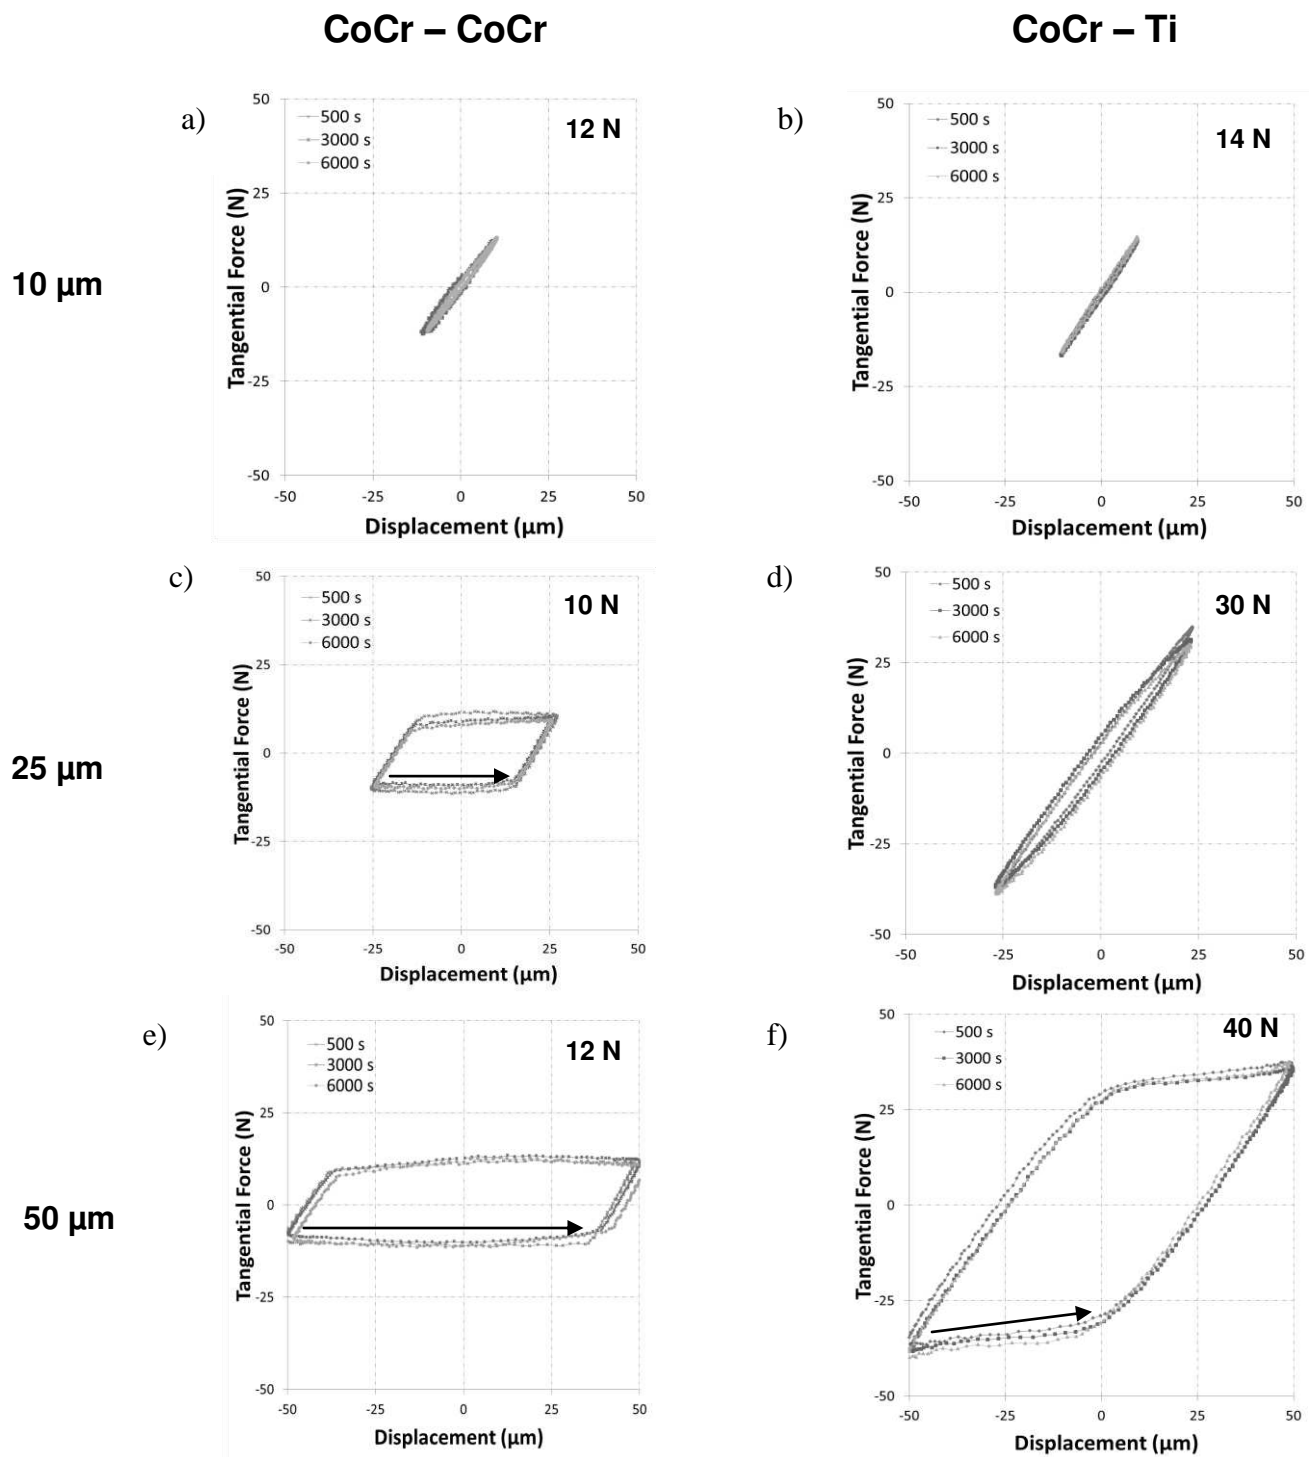 CoCr – CoCr
CoCr – Ti
10 µm
a)
50
25
0
-25
-50
-50 -25 0 25 50
Tangential Force (N)
Displacement (µm)
500 s
3000 s
6000 s
12 N
b)
50
25
0
-25
-50
-50 -25 0 25 50
Tangential Force (N)
Displacement (µm)
500 s
3000 s
6000 s
14 N
25 µm
c)
50
25
0
-25
-50
-50 -25 0 25 50
Tangential Force (N)
Displacement (µm)
500 s
3000 s
6000 s
10 N
d)
50
25
0
-25
-50
-50 -25 0 25 50
Tangential Force (N)
Displacement (µm)
500 s
3000 s
6000 s
30 N
50 µm
e)
50
25
0
-25
-50
-50 -25 0 25 50
Tangential Force (N)
Displacement (µm)
500 s
3000 s
6000 s
12 N
f)
50
25
0
-25
-50
-50 -25 0 25 50
Tangential Force (N)
Displacement (µm)
500 s
3000 s
6000 s
40 N